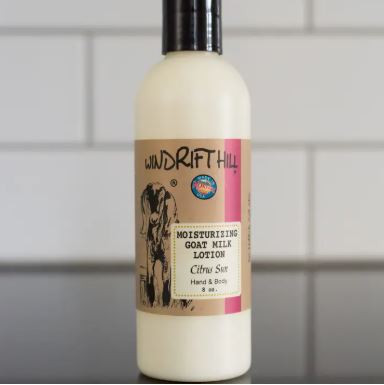 WINDRIFT HILL
®
MOISTURIZING
GOAT MILK
LOTION
Citrus Sun
Hand & Body
8 oz.